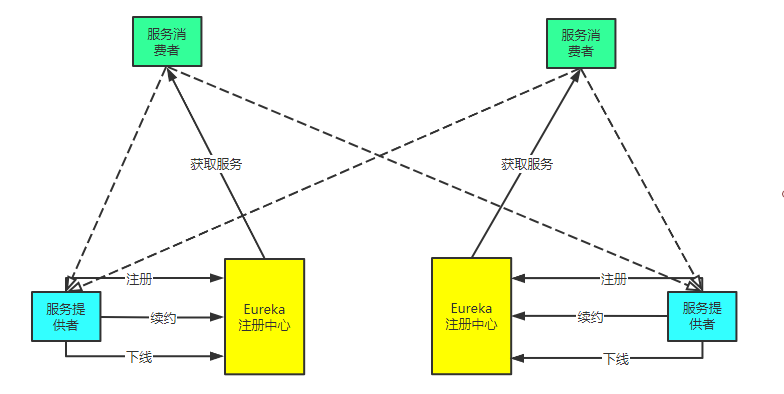 服务消
费者
服务消
费者
获取服务
获取服务
注册
注册
服务提
供者
Eureka
注册中心
Eureka
注册中心
服务提
供者
续约
续约
下线
下线